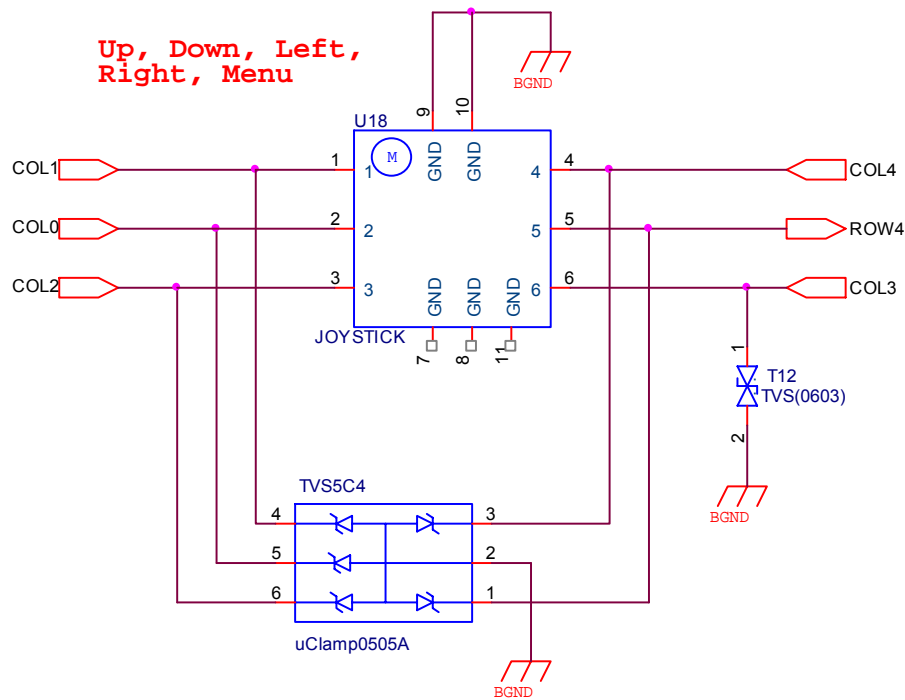 Up, Down, Left,
Right, Menu
BGND
9
10
U18
M
GND
GND
COL1
1
1
4
4
COL4
COL0
2
2
5
5
ROW4
COL2
3
3
6
6
COL3
GND
GND
GND
JOYSTICK
7
8
11
1
T12
TVS(0603)
2
BGND
TVS5C4
4
3
5
2
6
1
uClamp0505A
BGND